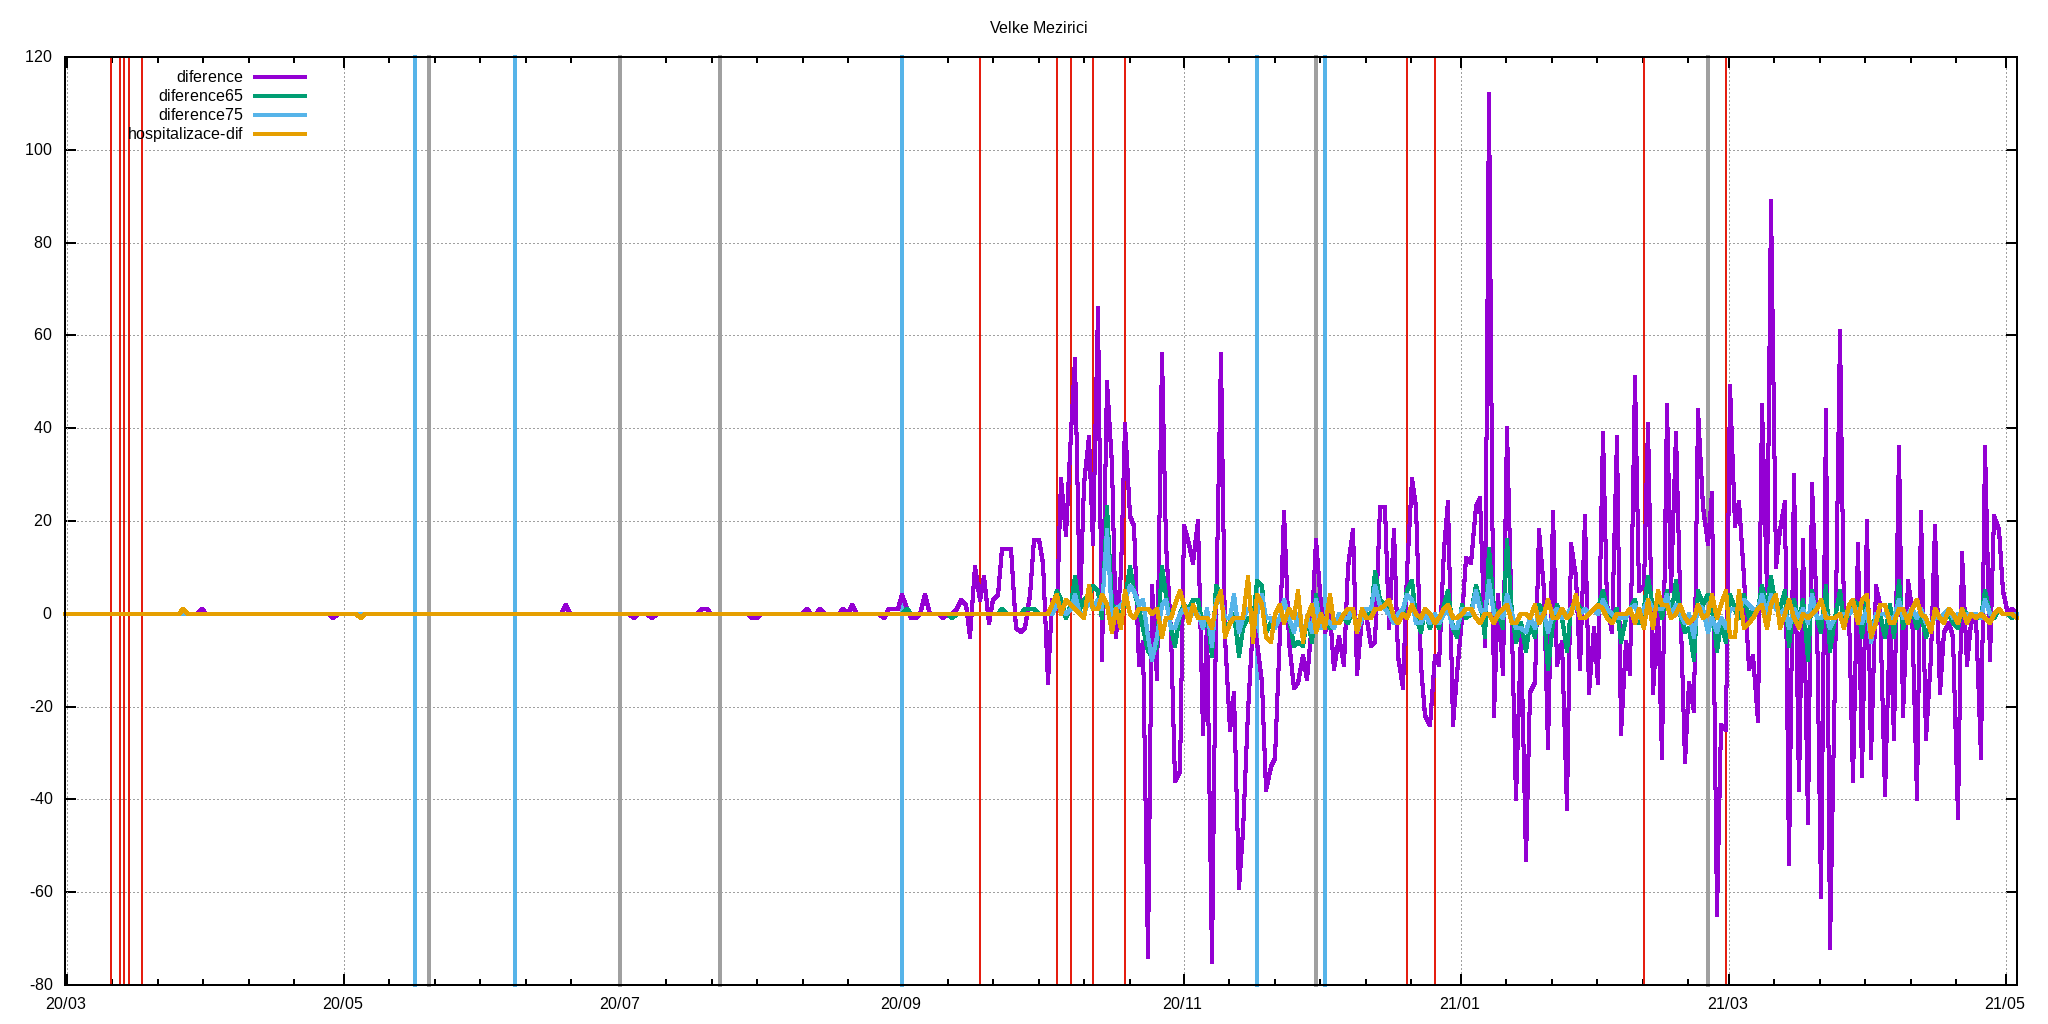 Velke Mezirici
120
100
80
60
40
20
0
-20
-40
-60
-80
diference
diference65
diference75
hospitalizace-dif
20/03 20/05 20/07 20/09 20/11 21/01 21/03 21/05